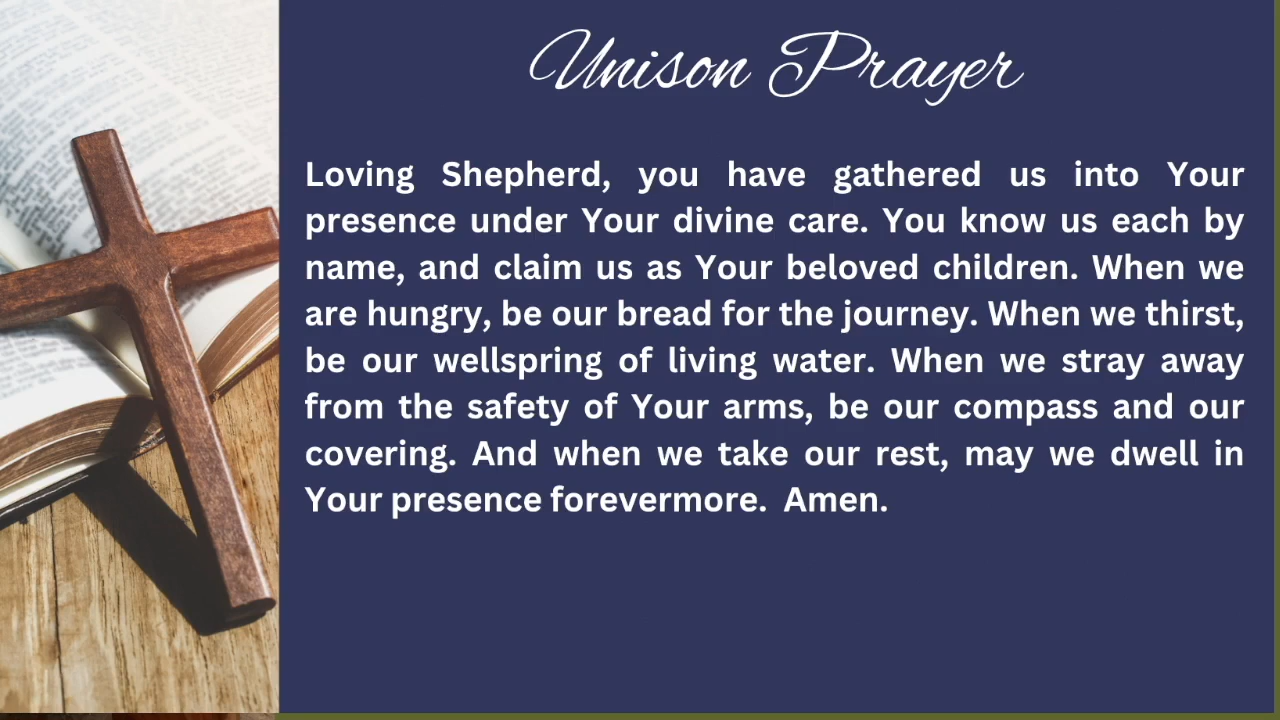 Unison Prayer
Loving Shepherd, you have gathered us into Your
presence under Your divine care. You know us each by
name, and claim us as Your beloved children. When we
are hungry, be our bread for the journey. When we thirst,
be our wellspring of living water. When we stray away
from the safety of Your arms, be our compass and our
covering. And when we take our rest, may we dwell in
Your presence forevermore.  Amen.